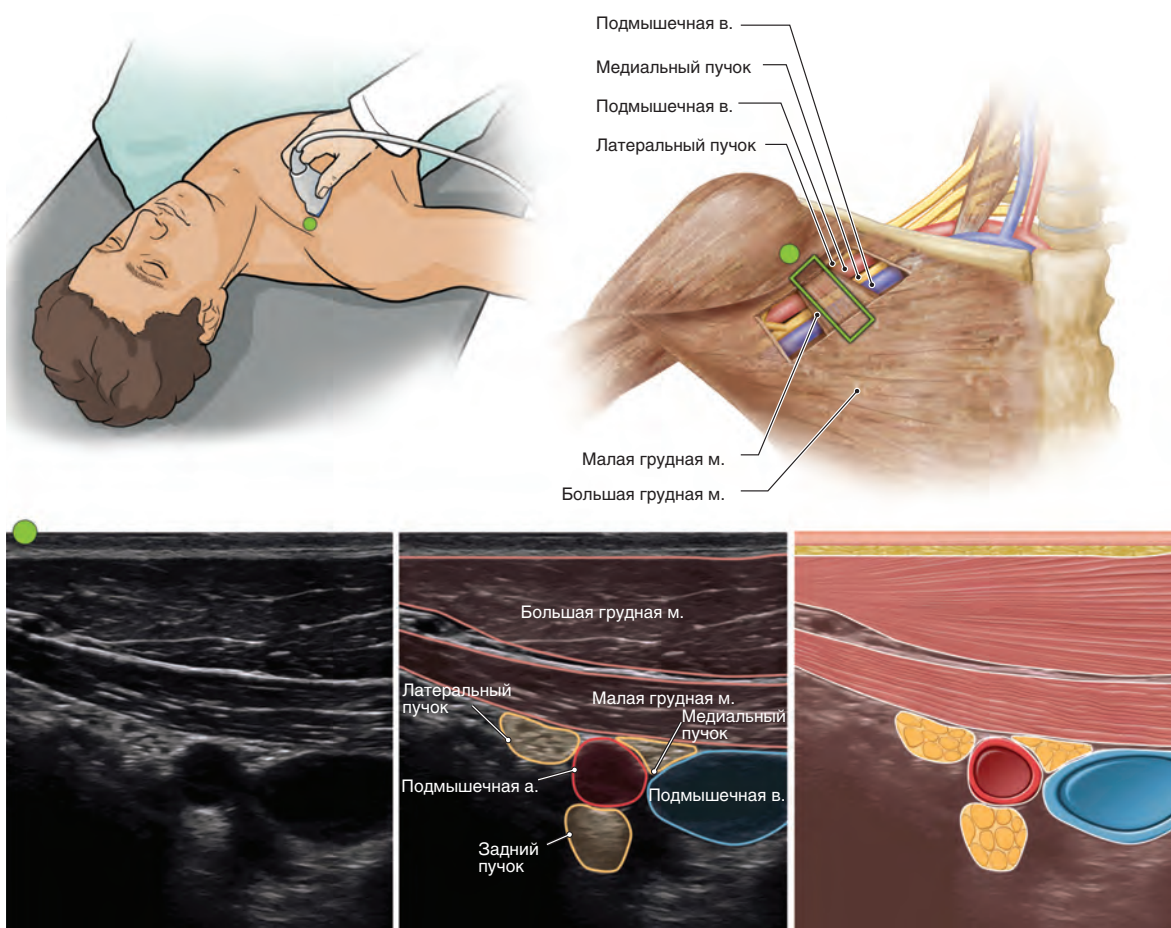 Подмышечная в.
Медиальный пучок
Подмышечная в.
Латеральный пучок
Малая грудная м.
Большая грудная м.
Большая грудная м.
Латеральный
пучок
Малая грудная м.
Медиальный
пучок
Подмышечная а.
Подмышечная в.
Задний
пучок